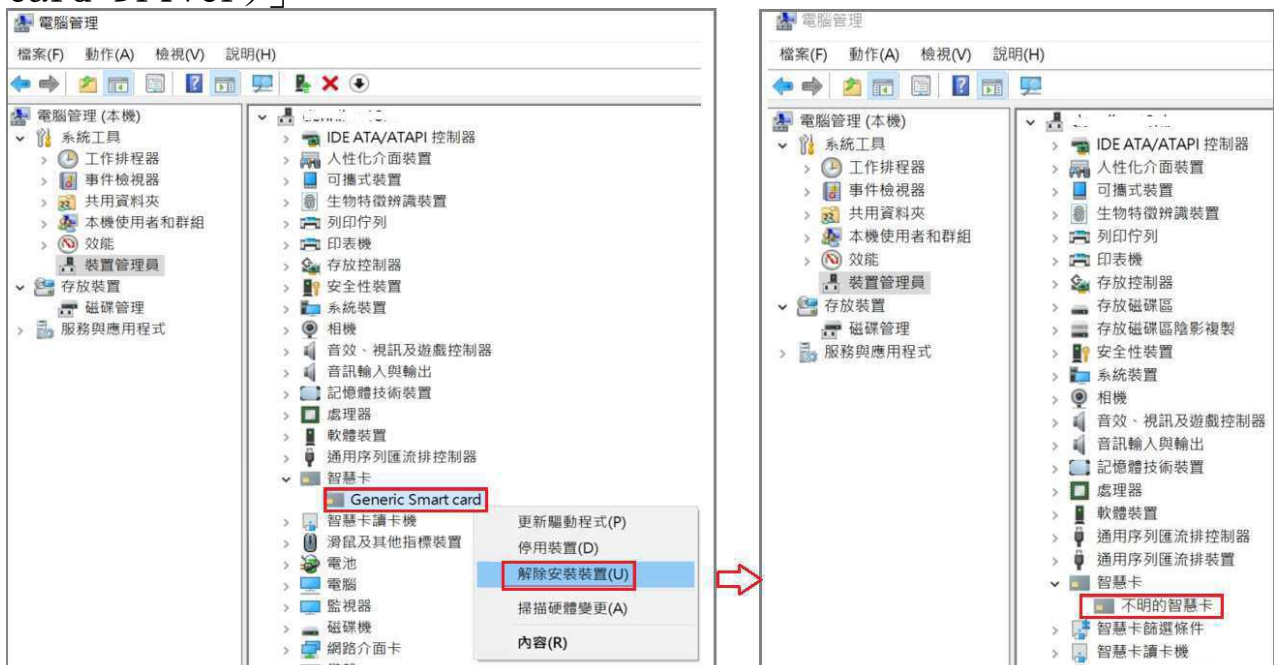 card Driver)」
電腦管理
檔案(F) 動作(A) 檢視(V) 說明(H)
電腦管理 (本機)
系統工具
工作排程器
事件檢視器
共用資料夾
本機使用者和群組
效能
裝置管理員
存放裝置
磁碟管理
服務與應用程式
IDE ATA/ATAPI 控制器
人性化介面裝置
可攜式裝置
生物特徵辨識裝置
列印佇列
印表機
存放控制器
安全性裝置
系統裝置
相機
音效、視訊及遊戲控制器
音訊輸入與輸出
記憶體技術裝置
處理器
軟體裝置
通用序列匯流排控制器
智慧卡
Generic Smart card
智慧卡讀卡機
滑鼠及其他指標裝置
電池
電腦
監視器
磁碟機
網路介面卡
更新驅動程式(P)
停用裝置(D)
解除安裝裝置(U)
掃描硬體變更(A)
內容(R)
電腦管理
檔案(F) 動作(A) 檢視(V) 說明(H)
電腦管理 (本機)
系統工具
工作排程器
事件檢視器
共用資料夾
本機使用者和群組
效能
裝置管理員
存放裝置
磁碟管理
服務與應用程式
IDE ATA/ATAPI 控制器
人性化介面裝置
可攜式裝置
生物特徵辨識裝置
列印佇列
印表機
存放控制器
存放磁碟區
存放磁碟區陰影複製
安全性裝置
系統裝置
相機
音效、視訊及遊戲控制器
音訊輸入與輸出
記憶體技術裝置
處理器
軟體裝置
通用序列匯流排控制器
通用序列匯流排裝置
智慧卡
不明的智慧卡
智慧卡篩選條件
智慧卡讀卡機